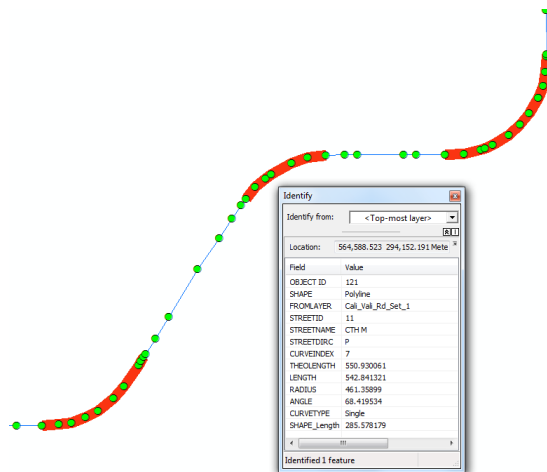 Identify
Identify from: <Top-most layer>
Location: 564,588.523 294,152.191 Mete
Field Value
OBJECT ID 121
SHAPE Polyline
FROMLAYER Cali_Vali_Rd_Set_1
STREETID 11
STREETNAME CTH M
STREETDIRC P
CURVEINDEX 7
THEOLENGTH 550.930061
LENGTH 542.841321
RADIUS 461.35899
ANGLE 68.419534
CURVETYPE Single
SHAPE_Length 285.578179
Identified 1 feature